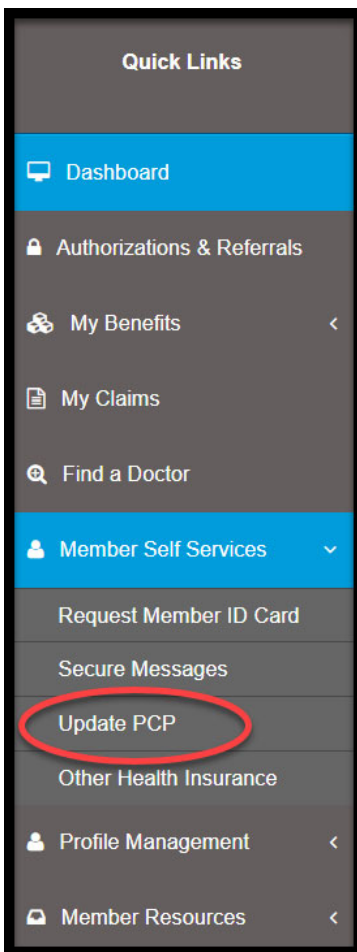 Quick Links
Dashboard
Authorizations & Referrals
My Benefits
My Claims
Find a Doctor
Member Self Services
Request Member ID Card
Secure Messages
Update PCP
Other Health Insurance
Profile Management
Member Resources